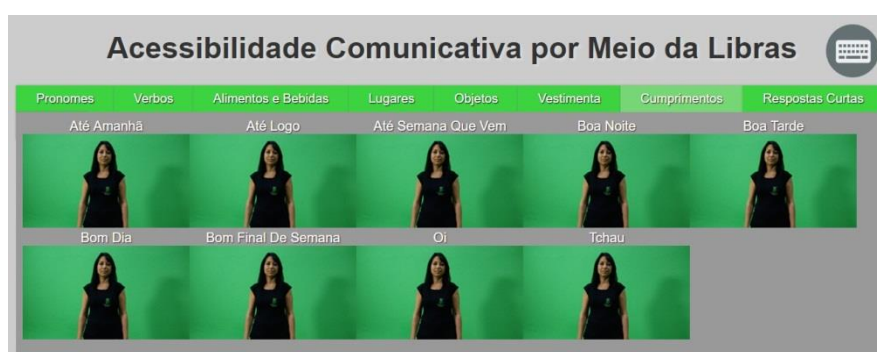 Acessibilidade Comunicativa por Meio da Libras
Pronomes Verbos Alimentos e Bebidas Lugares Objetos Vestimenta Cumprimentos Respostas Curtas
Até Amanhã Até Logo Até Semana Que Vem Boa Noite Boa Tarde
Bom Dia Bom Final De Semana Oi Tchau